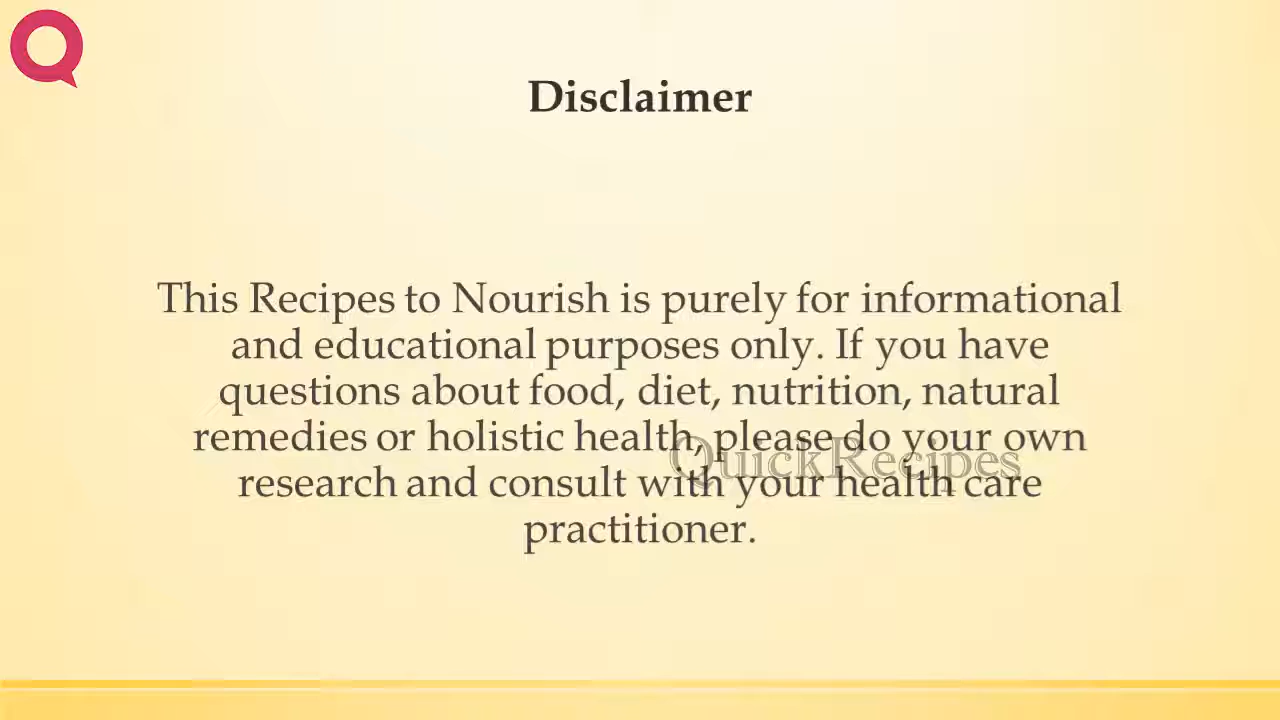 Disclaimer
This Recipes to Nourish is purely for informational
and educational purposes only. If you have
questions about food, diet, nutrition, natural
remedies or holistic health, please do your own
QuickRecipes
research and consult with your health care
practitioner.